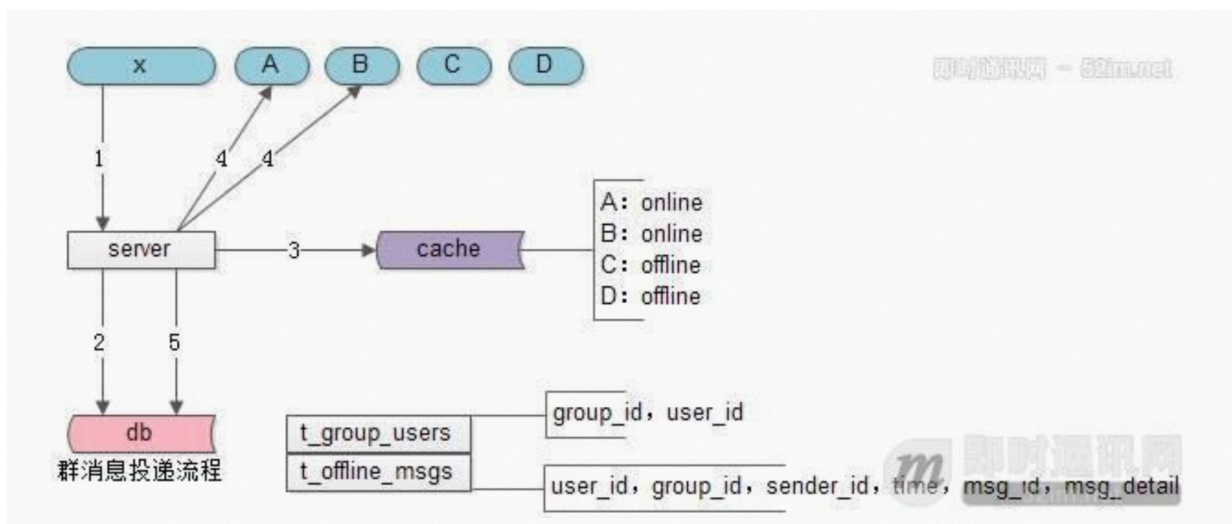 x
A
B
C
D
即时通讯网 - 52im.net
1
4
4
server
3
cache
A：online
B：online
C：offline
D：offline
2
5
db
群消息投递流程
t_group_users
group_id，user_id
t_offline_msgs
user_id，group_id，sender_id，time，msg_id，msg_detail
m
即时通讯网